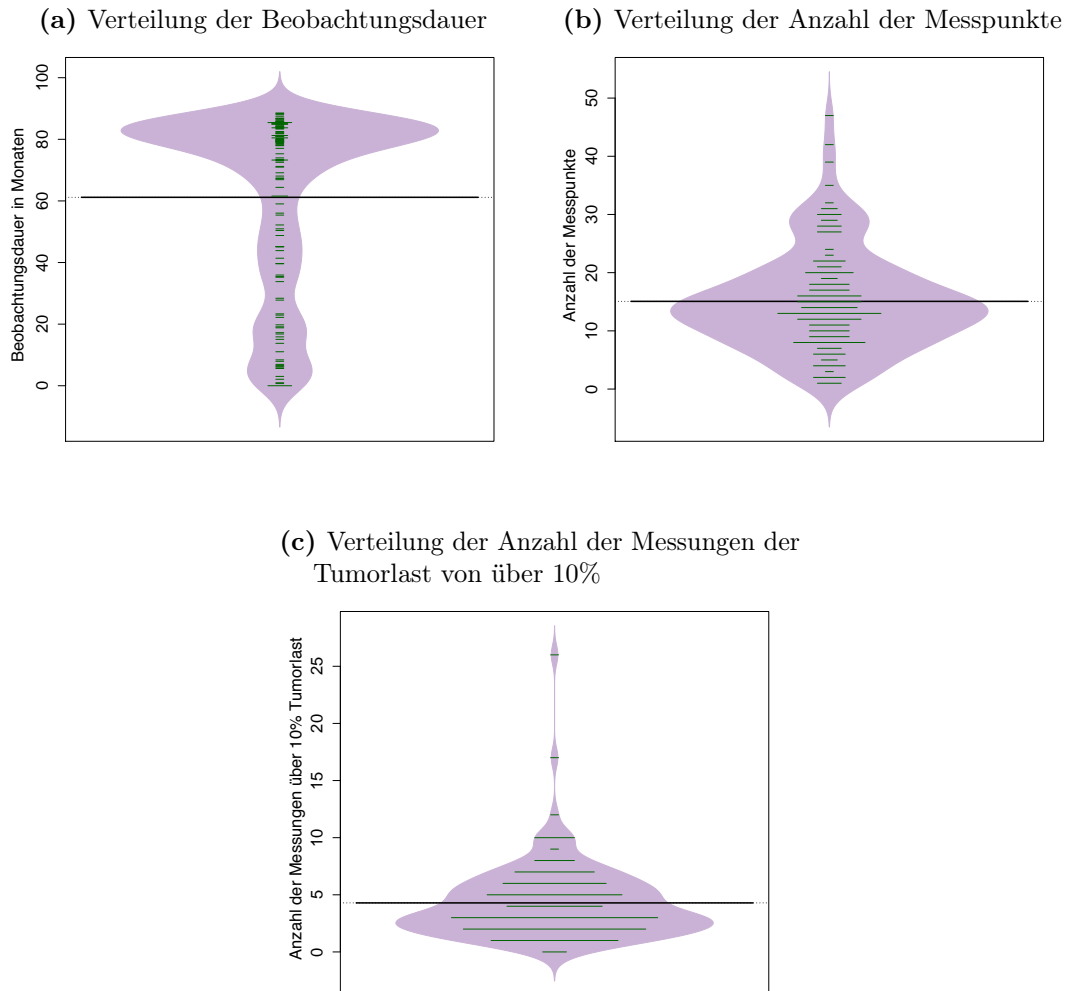 (a) Verteilung der Beobachtungsdauer
Beobachtungsdauer in Monaten
100
80
60
40
20
0
(b) Verteilung der Anzahl der Messpunkte
Anzahl der Messpunkte
50
40
30
20
10
0
(c) Verteilung der Anzahl der Messungen der
Tumorlast von über 10%
Anzahl der Messungen über 10% Tumorlast
25
20
15
10
5
0